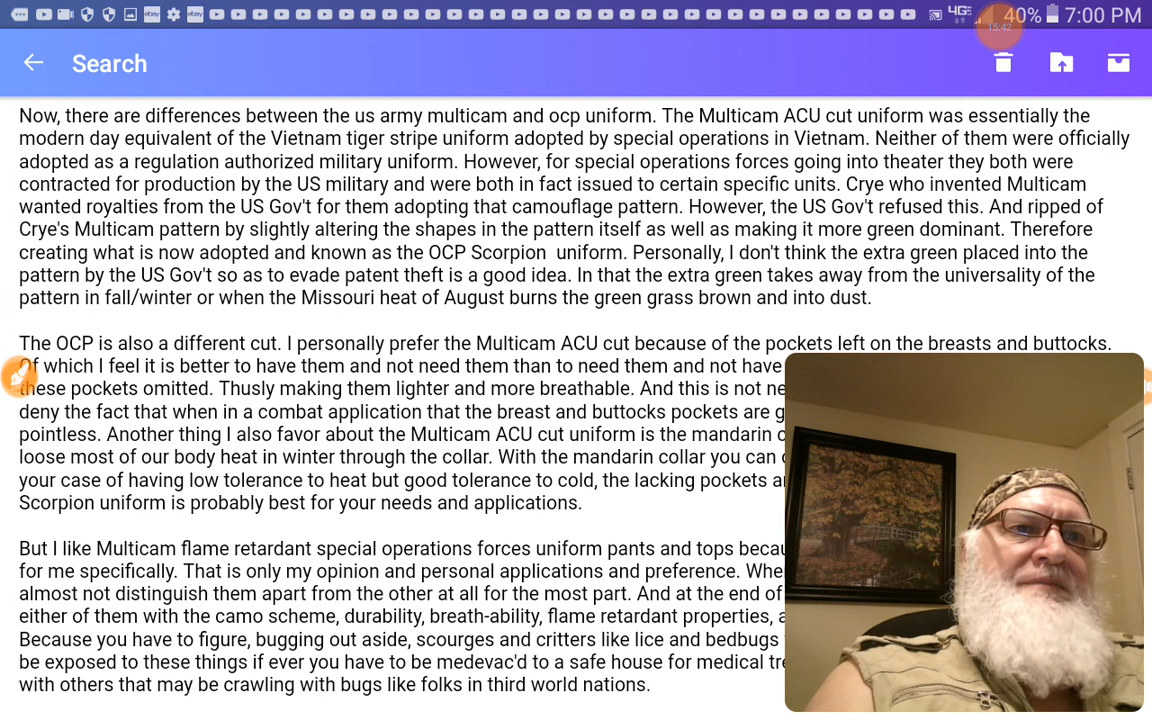 ebay
ebay
4GE
40%
7:00 PM
15:42
Search
Now, there are differences between the us army multicam and ocp uniform. The Multicam ACU cut uniform was essentially the
modern day equivalent of the Vietnam tiger stripe uniform adopted by special operations in Vietnam. Neither of them were officially
adopted as a regulation authorized military uniform. However, for special operations forces going into theater they both were
contracted for production by the US military and were both in fact issued to certain specific units. Crye who invented Multicam
wanted royalties from the US Gov't for them adopting that camouflage pattern. However, the US Gov't refused this. And ripped of
Crye's Multicam pattern by slightly altering the shapes in the pattern itself as well as making it more green dominant. Therefore
creating what is now adopted and known as the OCP Scorpion  uniform. Personally, I don't think the extra green placed into the
pattern by the US Gov't so as to evade patent theft is a good idea. In that the extra green takes away from the universality of the
pattern in fall/winter or when the Missouri heat of August burns the green grass brown and into dust.
The OCP is also a different cut. I personally prefer the Multicam ACU cut because of the pockets left on the breasts and buttocks.
Of which I feel it is better to have them and not need them than to need them and not have
these pockets omitted. Thusly making them lighter and more breathable. And this is not ne
deny the fact that when in a combat application that the breast and buttocks pockets are g
pointless. Another thing I also favor about the Multicam ACU cut uniform is the mandarin
loose most of our body heat in winter through the collar. With the mandarin collar you can
your case of having low tolerance to heat but good tolerance to cold, the lacking pockets
Scorpion uniform is probably best for your needs and applications.
But I like Multicam flame retardant special operations forces uniform pants and tops becau
for me specifically. That is only my opinion and personal applications and preference. Whe
almost not distinguish them apart from the other at all for the most part. And at the end of
either of them with the camo scheme, durability, breath-ability, flame retardant properties,
Because you have to figure, bugging out aside, scourges and critters like lice and bedbugs
be exposed to these things if ever you have to be medevac'd to a safe house for medical tre
with others that may be crawling with bugs like folks in third world nations.